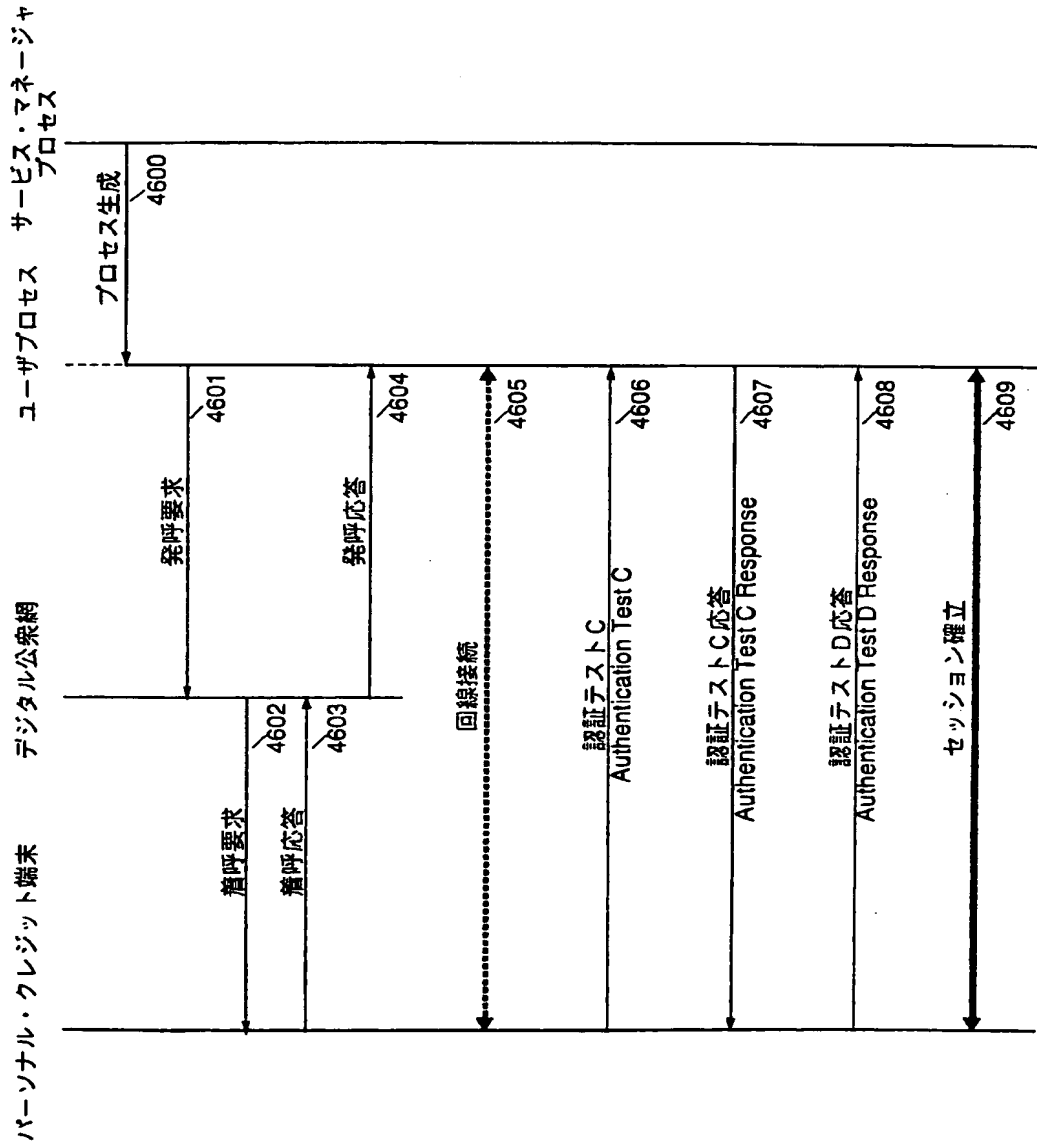 パーソナル・クレジット端末
デジタル公衆網
ユーザプロセス
サービス・マネージャ
プロセス
プロセス生成
4600
発呼要求
4601
着呼要求
4602
着呼応答
4603
発呼応答
4604
回線接続
4605
認証テストC
Authentication Test C
4606
認証テストC応答
Authentication Test C Response
4607
認証テストD応答
Authentication Test D Response
4608
セッション確立
4609